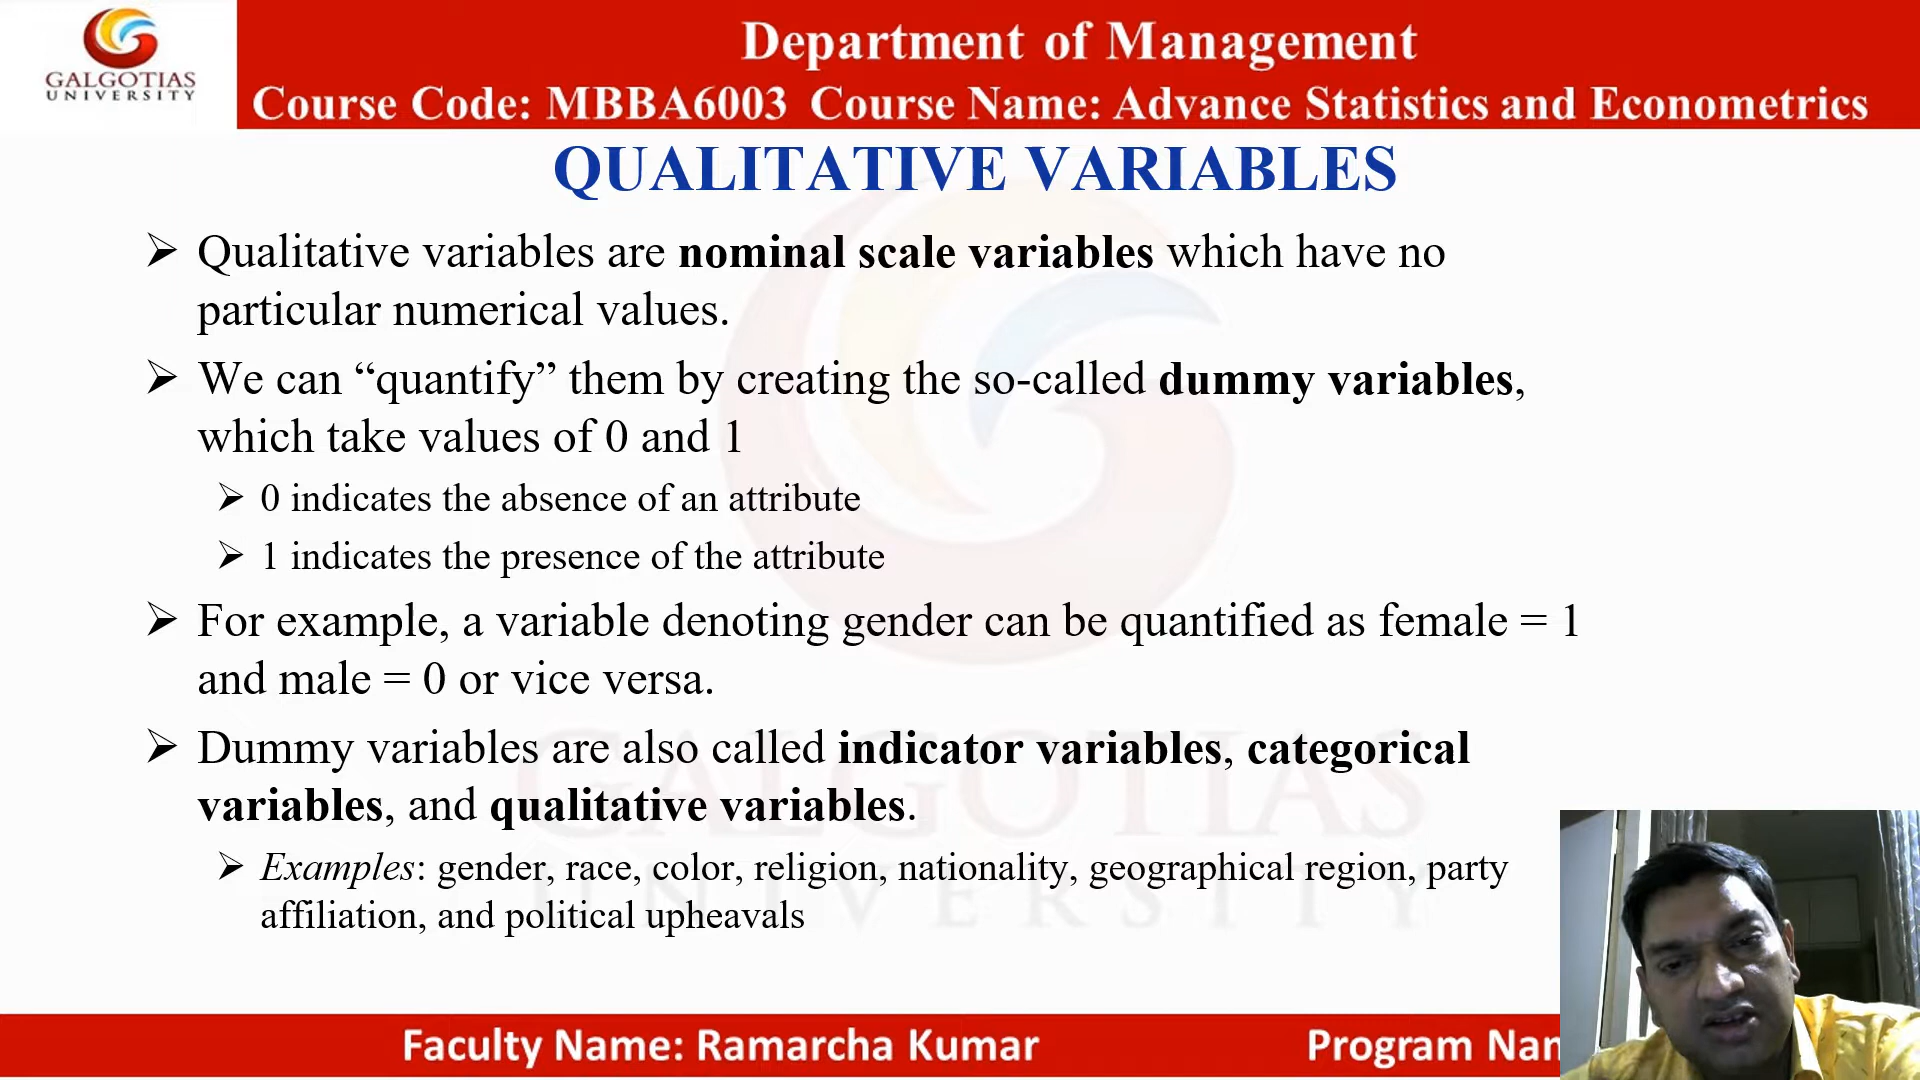 GALGOTIAS
UNIVERSITY
Department of Management
Course Code: MBBA6003 Course Name: Advance Statistics and Econometrics
QUALITATIVE VARIABLES
➢ Qualitative variables are nominal scale variables which have no
particular numerical values.
➢ We can “quantify” them by creating the so-called dummy variables,
which take values of 0 and 1
➢ 0 indicates the absence of an attribute
➢ 1 indicates the presence of the attribute
➢ For example, a variable denoting gender can be quantified as female = 1
and male = 0 or vice versa.
➢ Dummy variables are also called indicator variables, categorical
variables, and qualitative variables.
➢ Examples: gender, race, color, religion, nationality, geographical region, party
affiliation, and political upheavals
GALGOTIAS
UNIVERSITY
Faculty Name: Ramarcha Kumar
Program